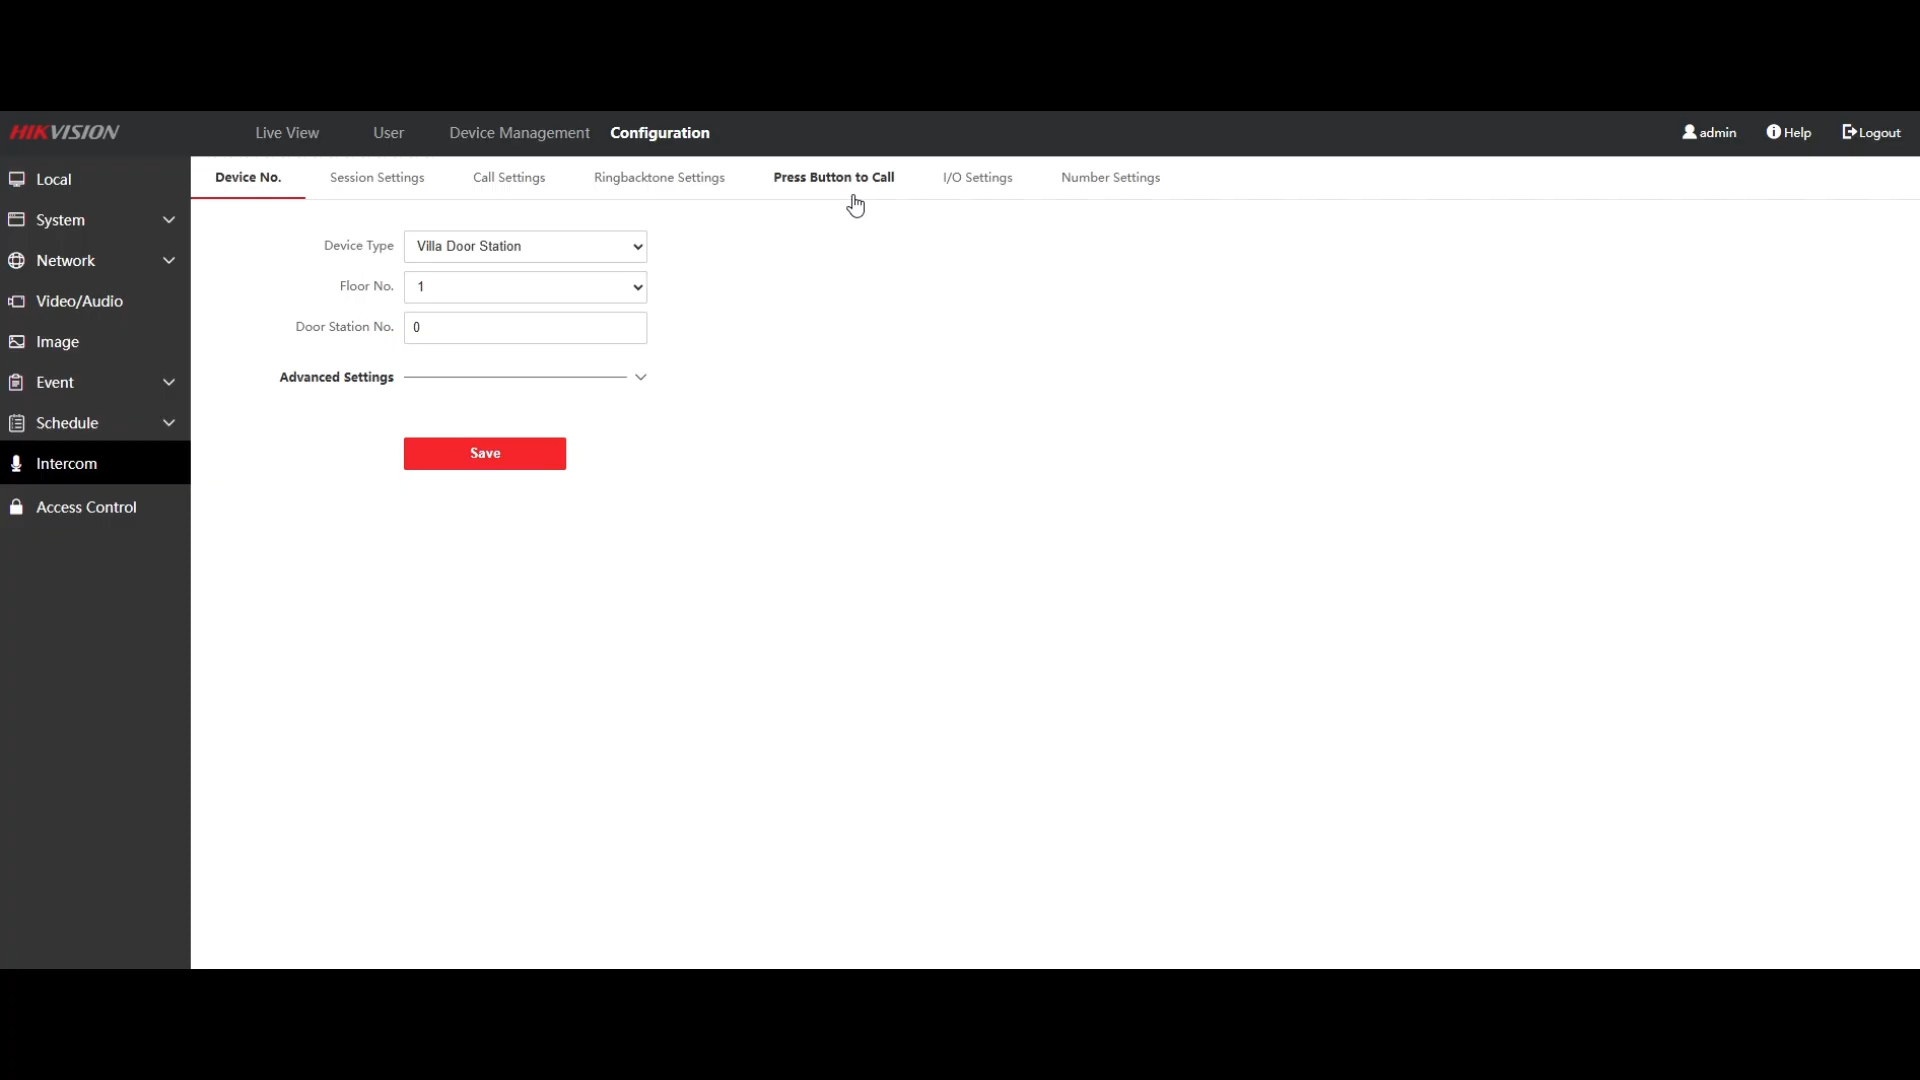 HIKVISION Live View User Device Management Configuration admin Help Logout
Local
System
Network
Video/Audio
Image
Event
Schedule
Intercom
Access Control
Device No. Session Settings Call Settings Ringbacktone Settings Press Button to Call I/O Settings Number Settings
Device Type Villa Door Station
Floor No. 1
Door Station No. 0
Advanced Settings
Save